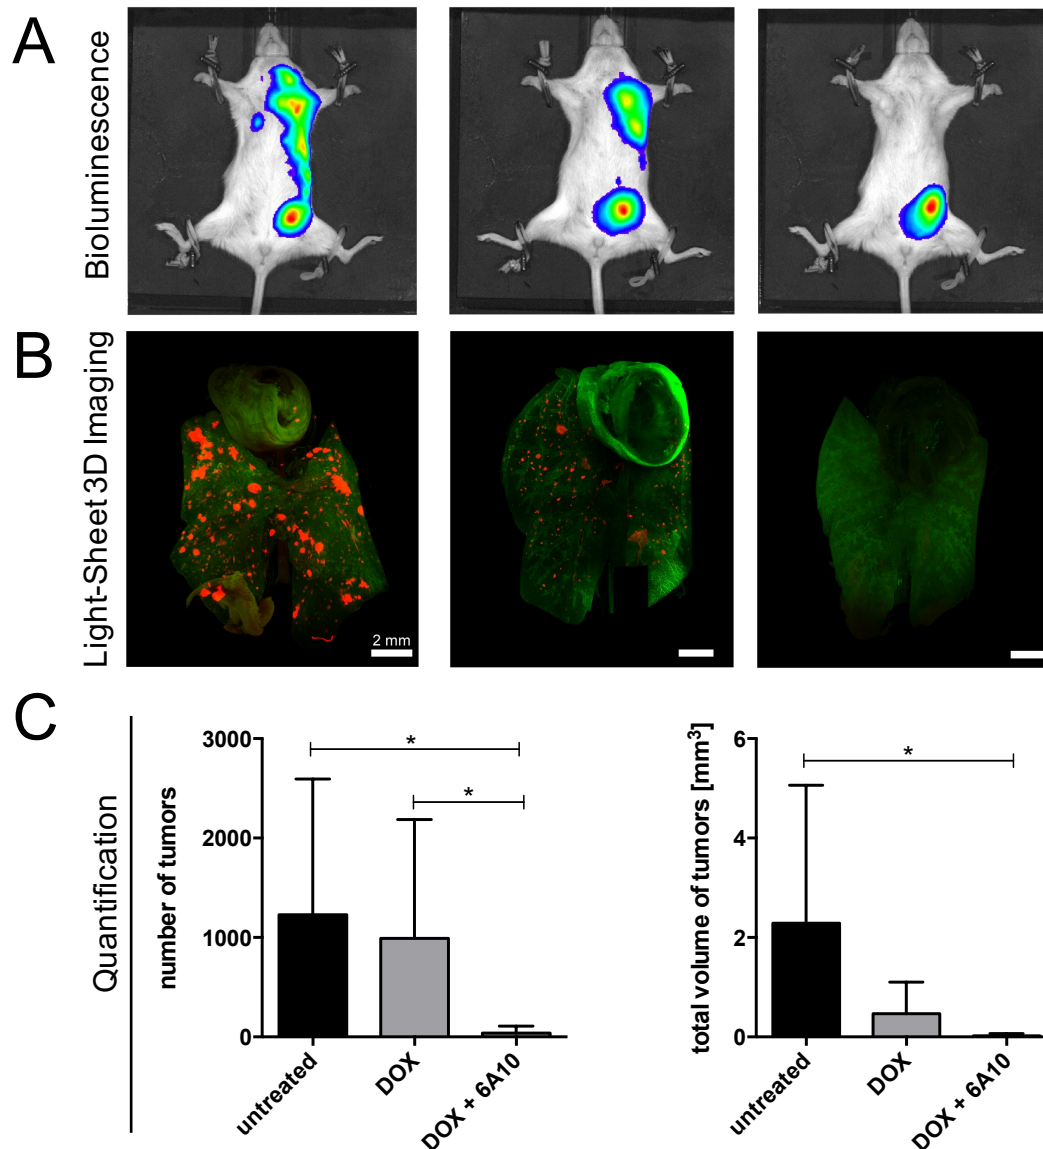 A
Bioluminescence
B
Light-Sheet 3D Imaging
2 mm
C
Quantification
number of tumors
3000
2000
1000
0
*
*
untreated
DOX
DOX + 6A10
total volume of tumors [mm³]
6
4
2
0
*
untreated
DOX
DOX + 6A10